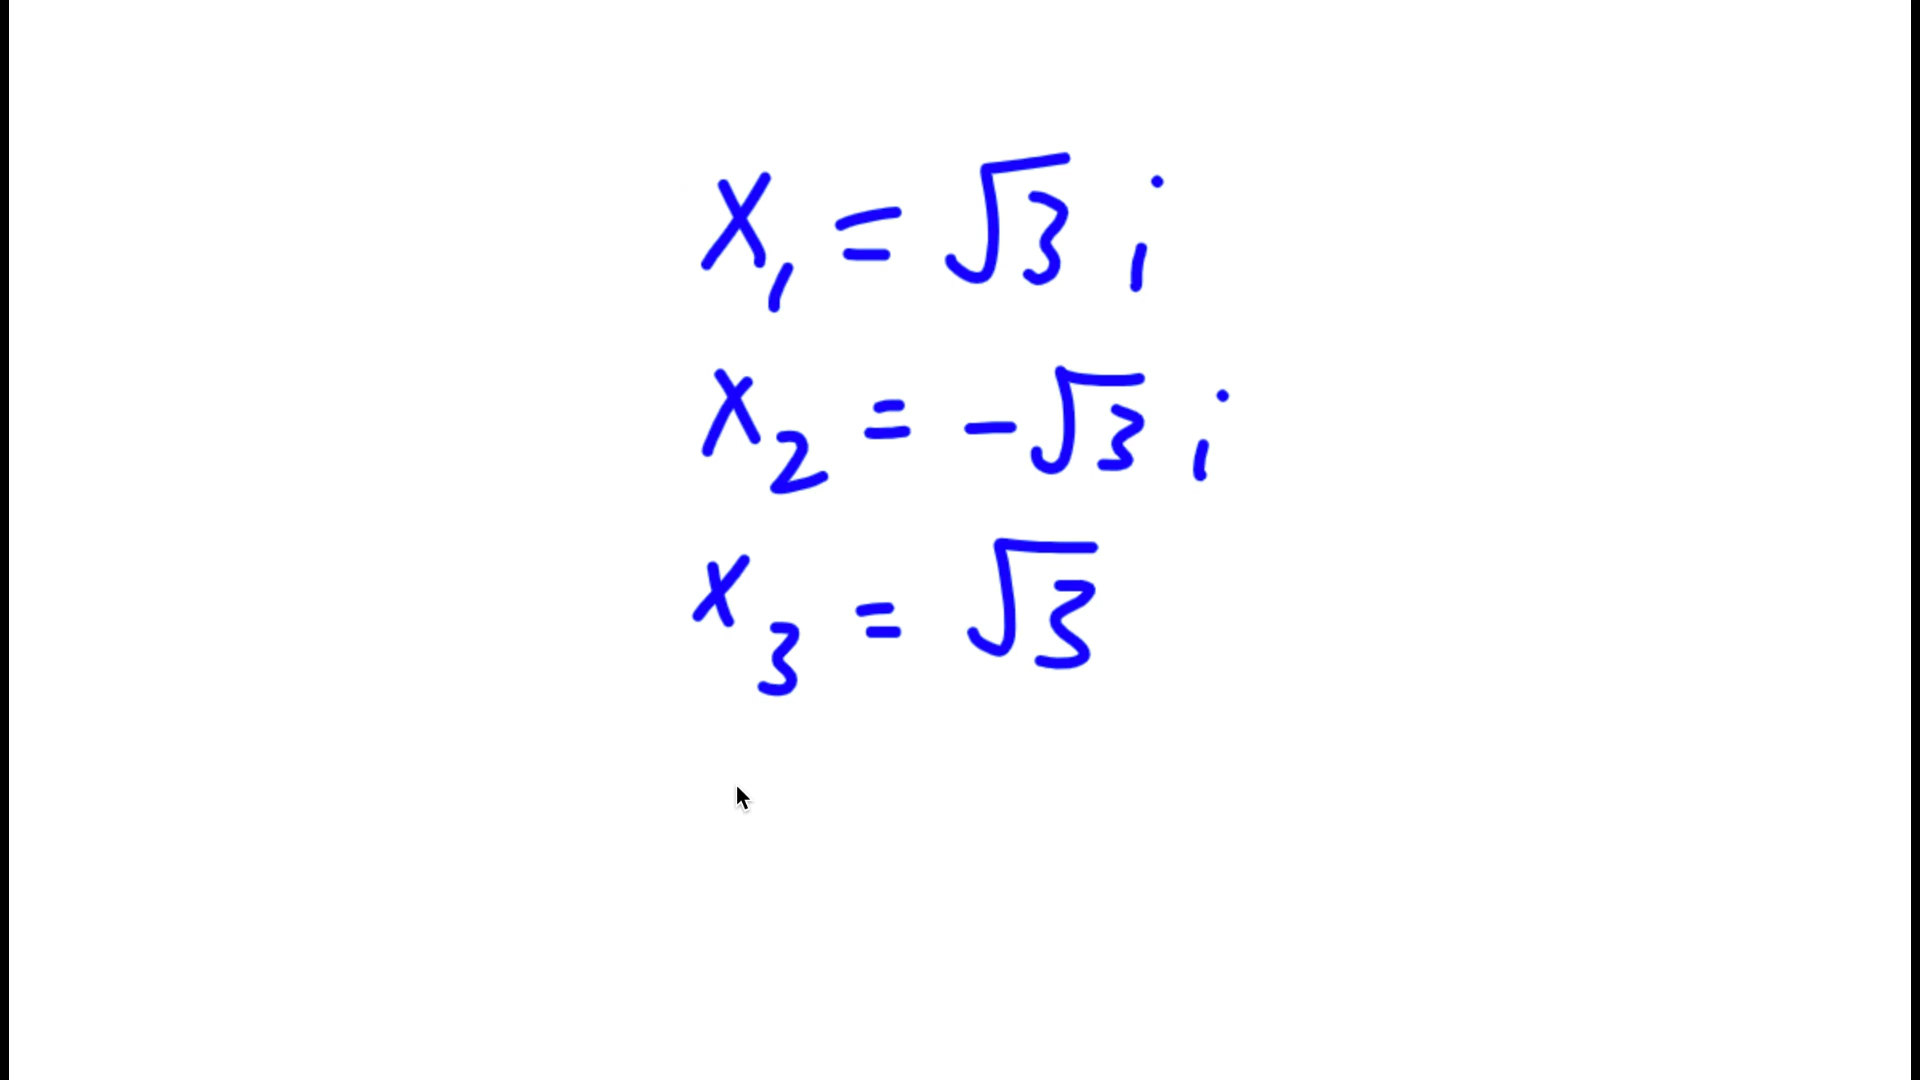 X₁ = √3 i
X₂ = -√3 i
x₃ = √3